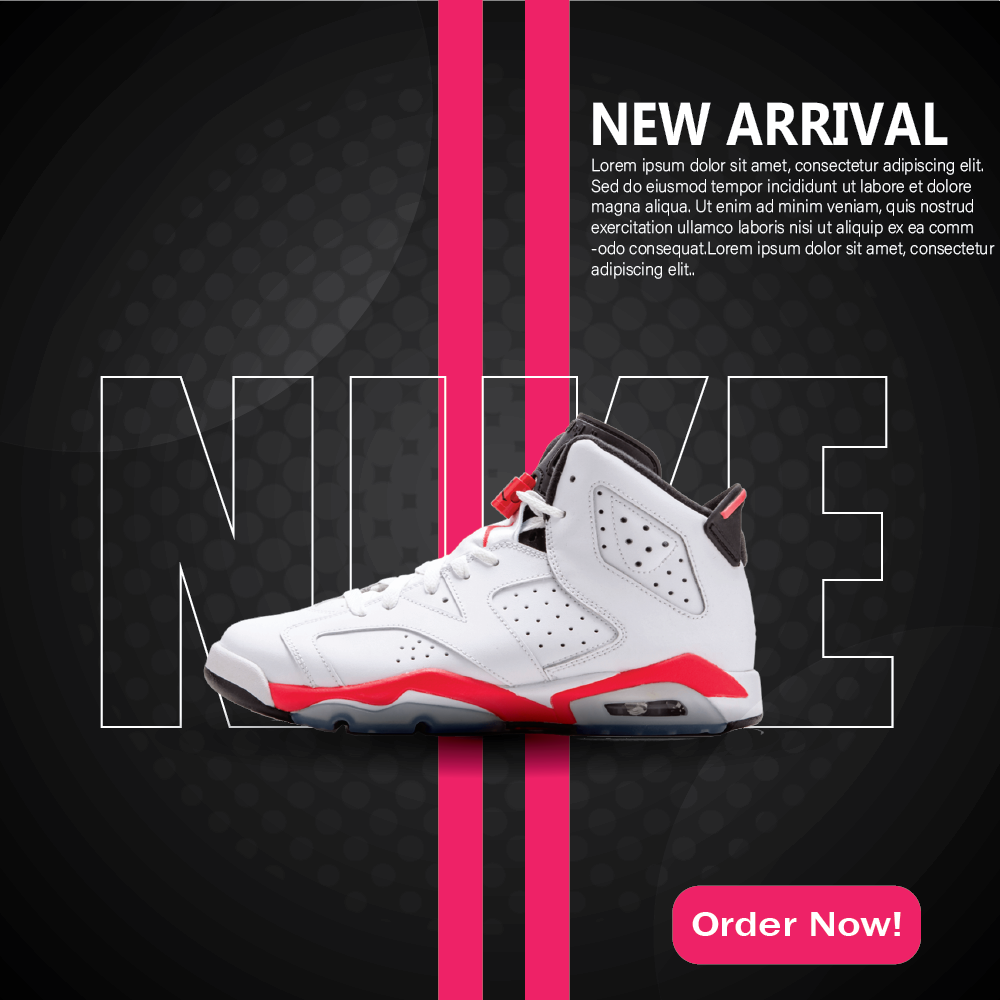 NEW ARRIVAL
Lorem ipsum dolor sit amet, consectetur adipiscing elit.
Sed do eiusmod tempor incididunt ut labore et dolore
magna aliqua. Ut enim ad minim veniam, quis nostrud
exercitation ullamco laboris nisi ut aliquip ex ea comm
-odo consequat.Lorem ipsum dolor sit amet, consectetur
adipiscing elit..
NIKE
Order Now!